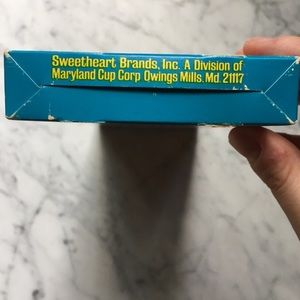 Sweetheart Brands, Inc. A Division of
Maryland Cup Corp Owings Mills. Md. 21117